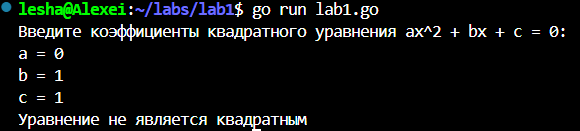 lesha@Alexei:~/labs/lab1$ go run lab1.go
Введите коэффициенты квадратного уравнения ax^2 + bx + c = 0:
a = 0
b = 1
c = 1
Уравнение не является квадратным